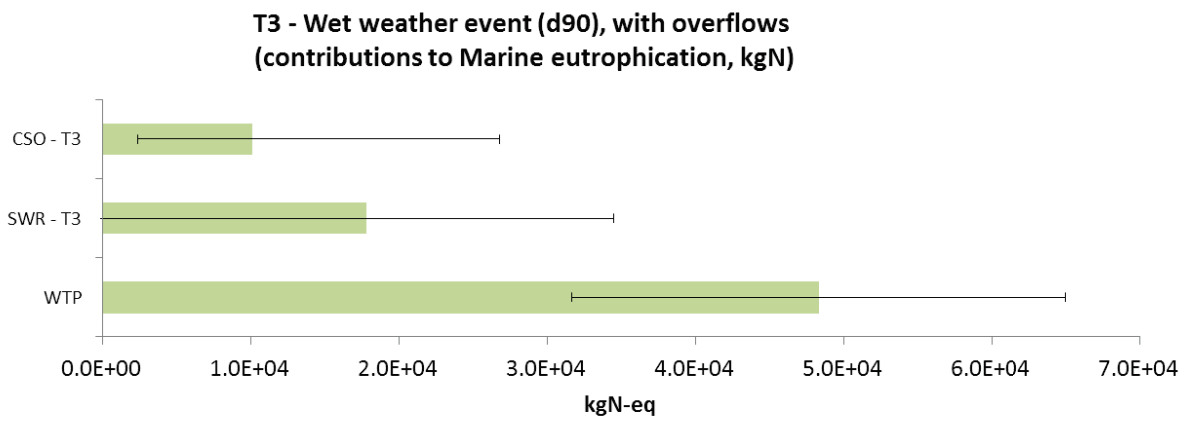 T3 - Wet weather event (d90), with overflows
(contributions to Marine eutrophication, kgN)
CSO - T3
SWR - T3
WTP
0.0E+00 1.0E+04 2.0E+04 3.0E+04 4.0E+04 5.0E+04 6.0E+04 7.0E+04
kgN-eq